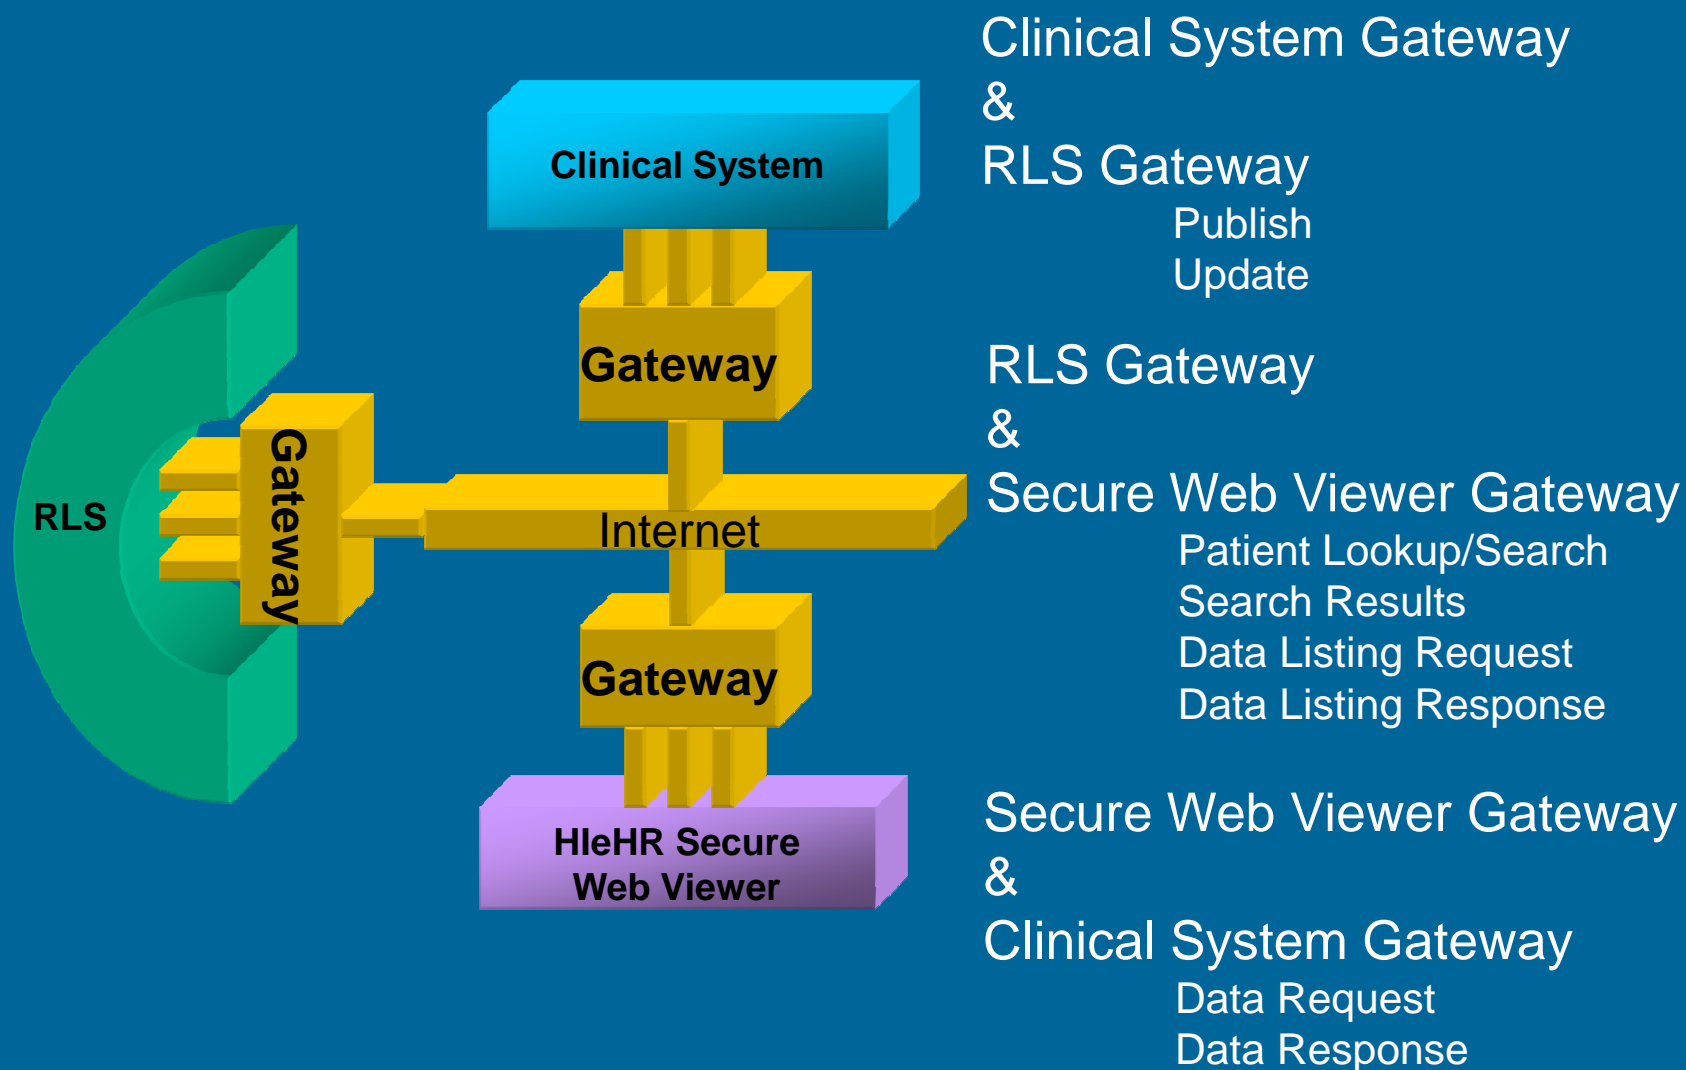 Clinical System
Gateway
Gateway
RLS
Internet
Gateway
HIeHR Secure
Web Viewer
Clinical System Gateway
&
RLS Gateway
Publish
Update
RLS Gateway
&
Secure Web Viewer Gateway
Patient Lookup/Search
Search Results
Data Listing Request
Data Listing Response
Secure Web Viewer Gateway
&
Clinical System Gateway
Data Request
Data Response